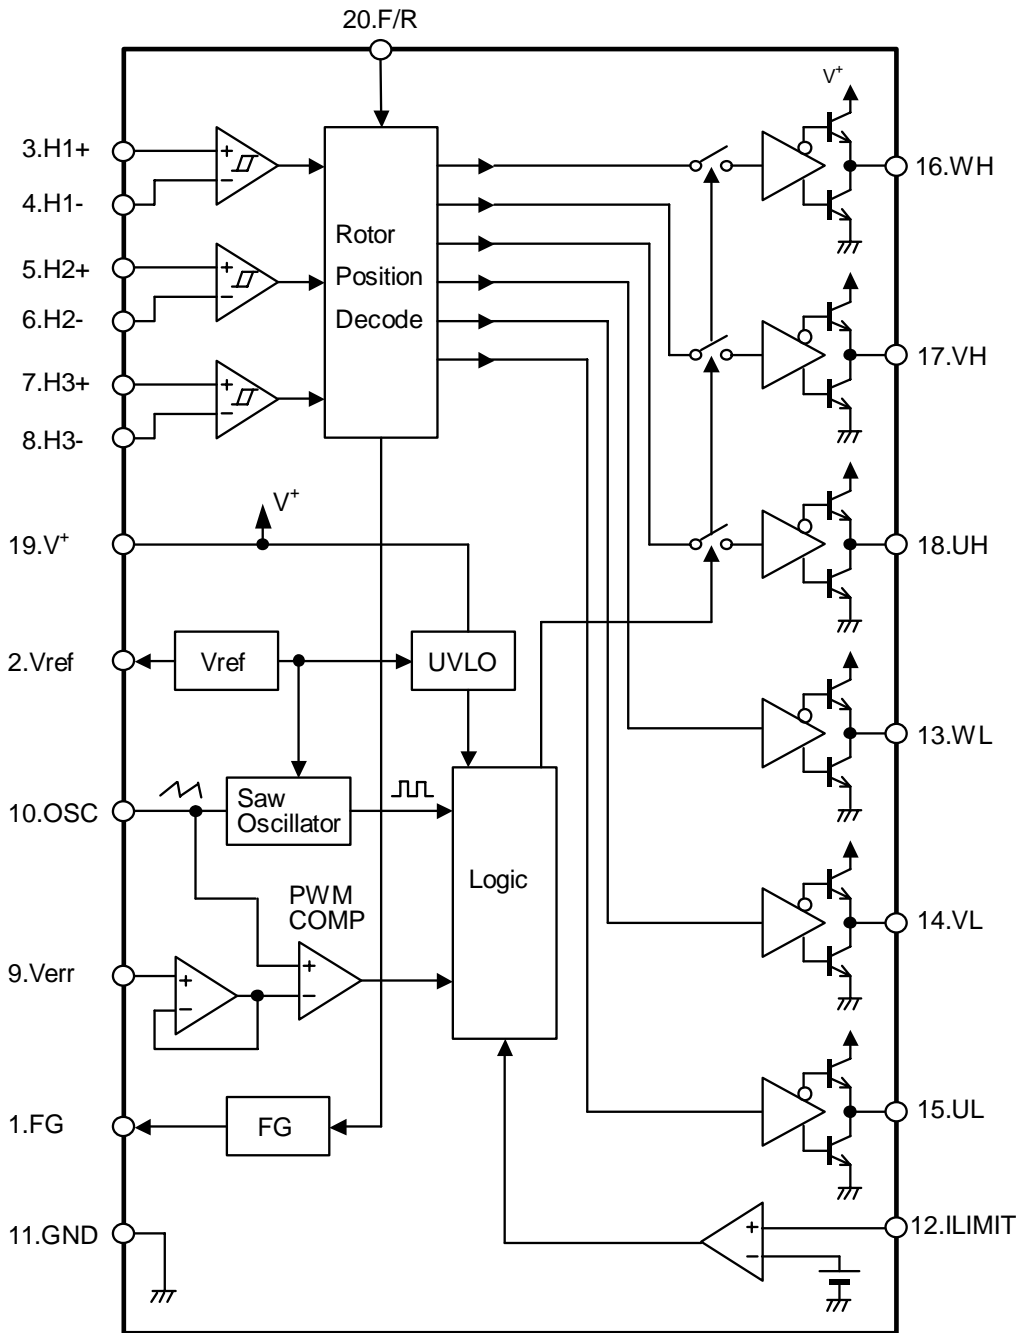 20.F/R
V+
3.H1+
+
-
4.H1-
16.WH
Rotor
Position
Decode
5.H2+
+
-
6.H2-
17.VH
7.H3+
+
-
8.H3-
V+
19.V+
18.UH
2.Vref
Vref
UVLO
13.WL
10.OSC
Saw
Oscillator
Logic
PWM
COMP
14.VL
9.Verr
+
-
+
-
1.FG
FG
15.UL
11.GND
12.ILIMIT
+
-